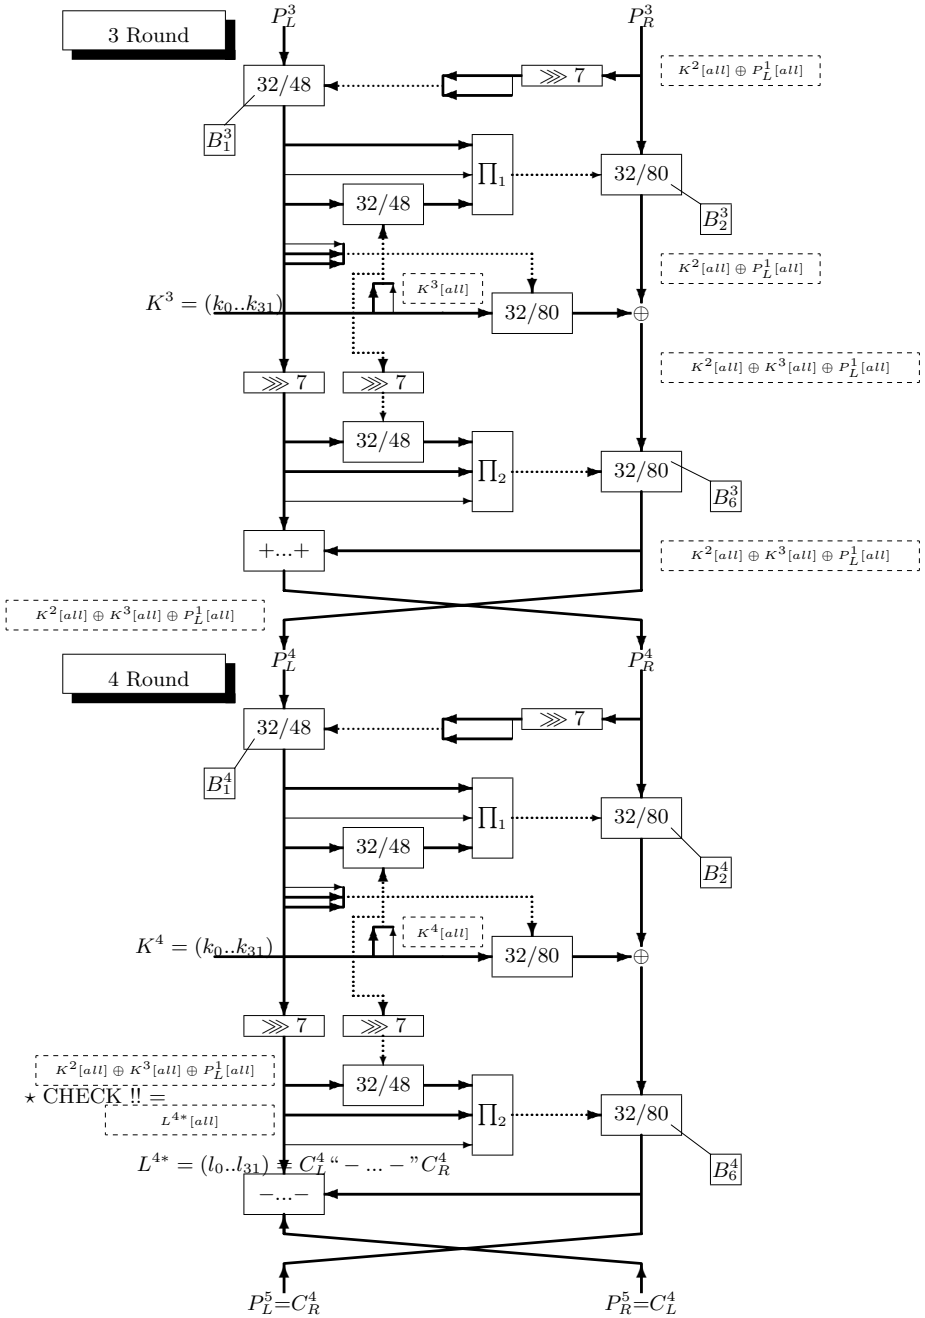 P_L^3 P_R^3
3 Round
⋙ 7
K^2[all] ⊕ P_L^1[all]
32/48
B_1^3
∏_1
32/80
32/48
B_2^3
K^2[all] ⊕ P_L^1[all]
K^3[all]
K^3 = (k_0..k_31)
32/80
⊕
K^2[all] ⊕ K^3[all] ⊕ P_L^1[all]
⋙ 7 ⋙ 7
32/48
∏_2
32/80
B_6^3
+...+
K^2[all] ⊕ K^3[all] ⊕ P_L^1[all]
K^2[all] ⊕ K^3[all] ⊕ P_L^1[all]
P_L^4 P_R^4
4 Round
32/48
⋙ 7
B_1^4
∏_1
32/80
32/48
B_2^4
K^4[all]
K^4 = (k_0..k_31)
32/80
⊕
⋙ 7 ⋙ 7
K^2[all] ⊕ K^3[all] ⊕ P_L^1[all]
32/48
⋆ CHECK !! =
L^4*[all]
∏_2
32/80
L^4* = (l_0..l_31) = C_L^4 “ − ... − ” C_R^4
B_6^4
−...−
P_L^5=C_R^4 P_R^5=C_L^4